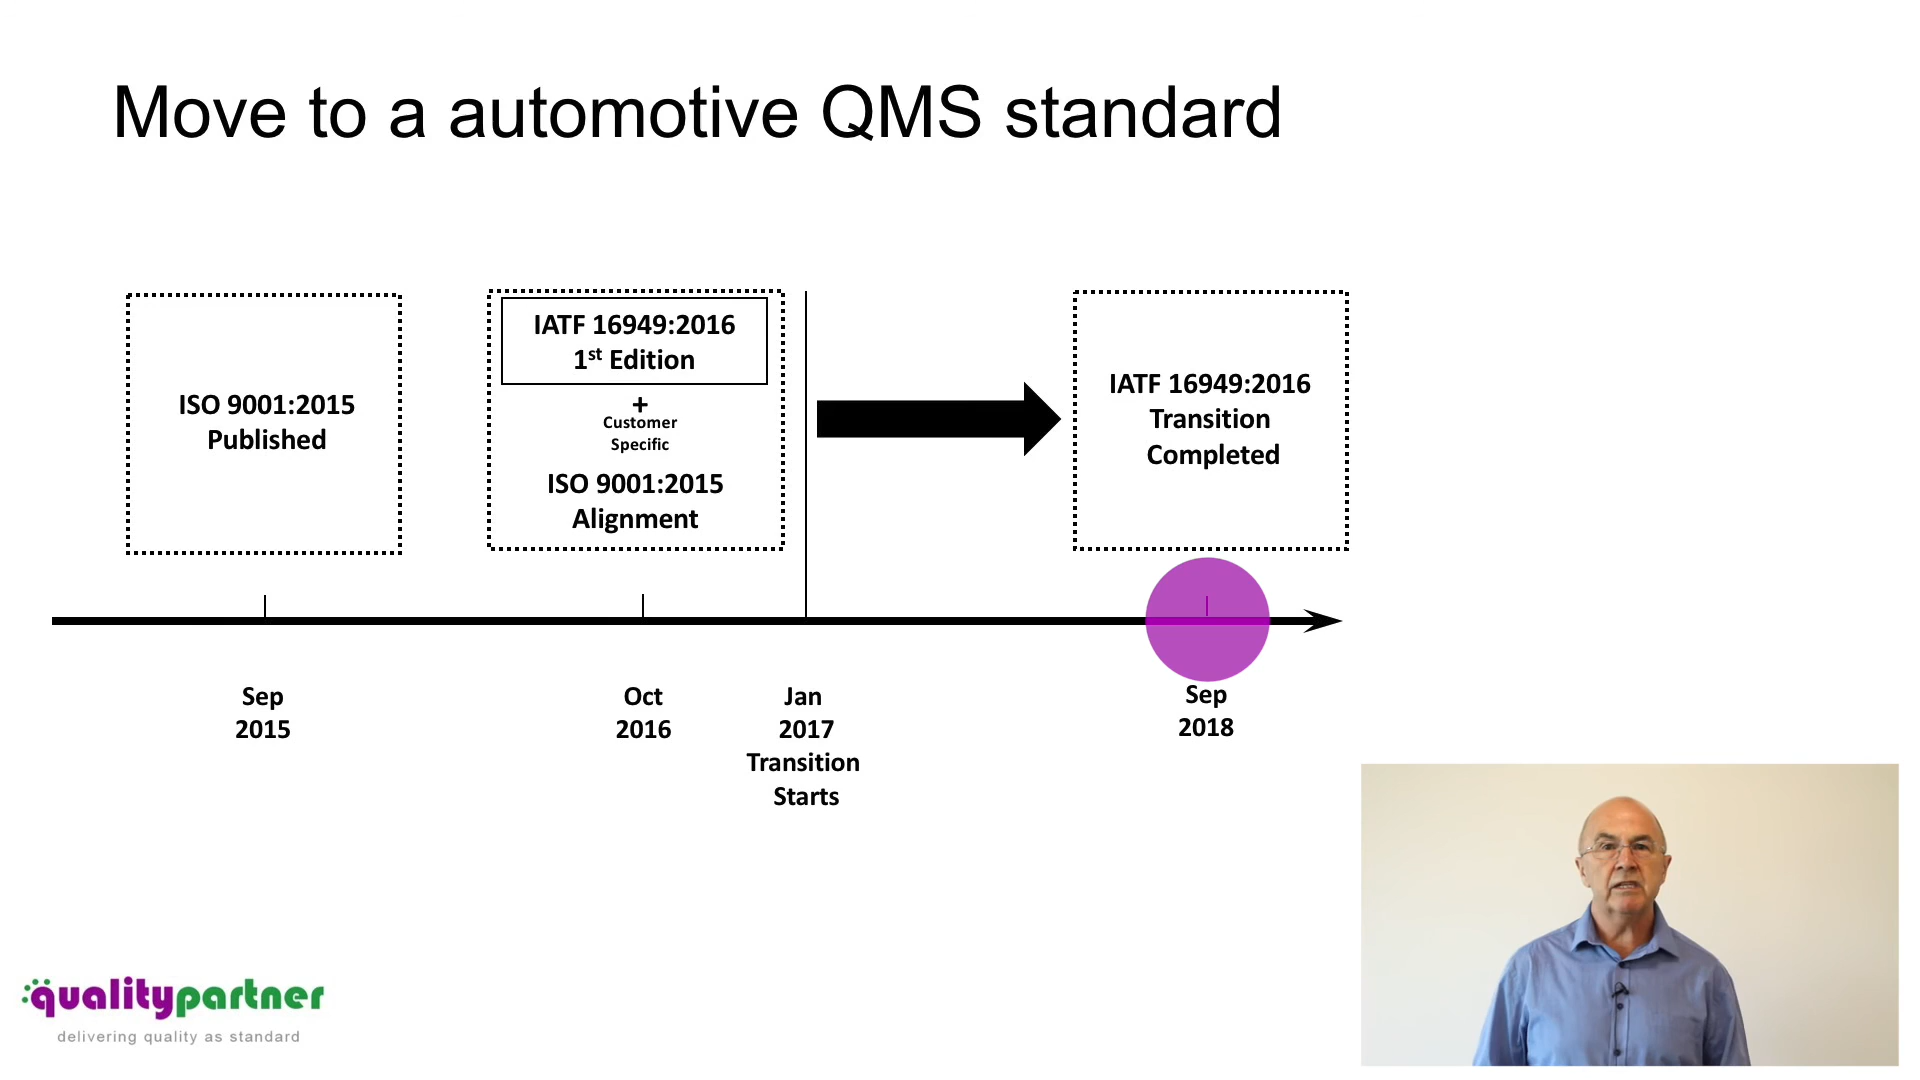 Move to a automotive QMS standard
ISO 9001:2015
Published
IATF 16949:2016
1st Edition
+
Customer
Specific
ISO 9001:2015
Alignment
IATF 16949:2016
Transition
Completed
Sep
2015
Oct
2016
Jan
2017
Transition
Starts
Sep
2018
qualitypartner
delivering quality as standard